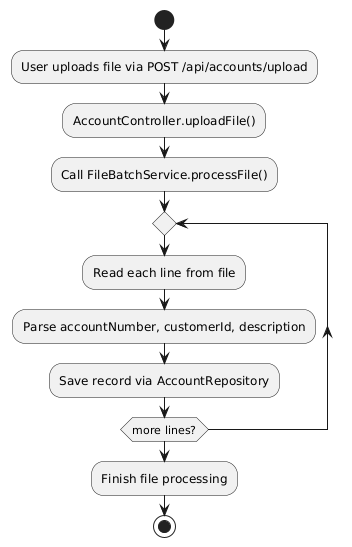 User uploads file via POST /api/accounts/upload
AccountController.uploadFile()
Call FileBatchService.processFile()
Read each line from file
Parse accountNumber, customerId, description
Save record via AccountRepository
more lines?
Finish file processing